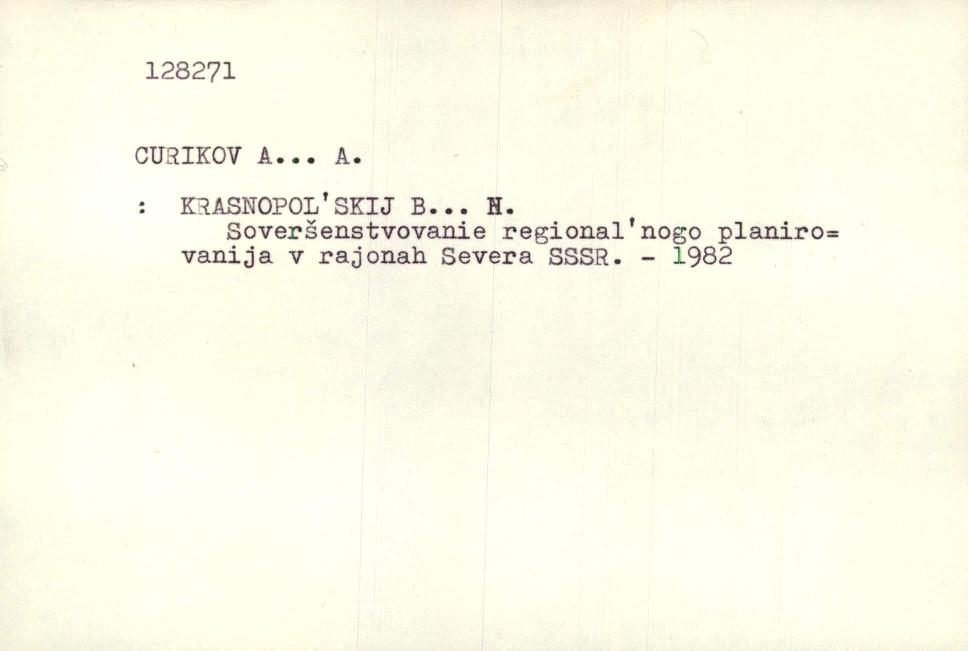 128271
CURIKOV A... A.
: KRASNOPOL'SKIJ B... H.
Soveršenstvovanie regional'nogo planiro=
vanija v rajonah Severa SSSR. - 1982